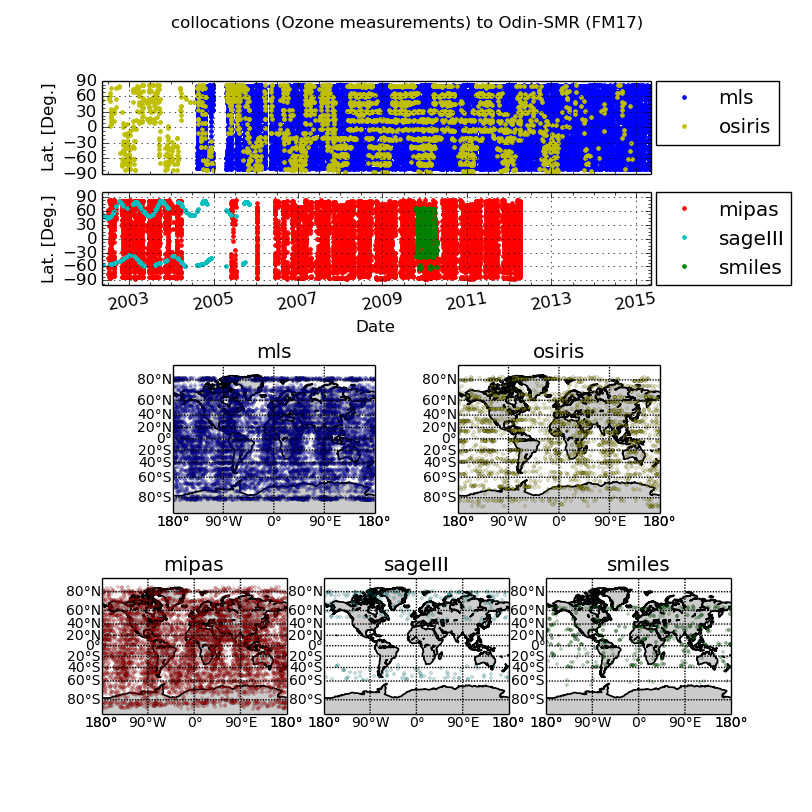 collocations (Ozone measurements) to Odin-SMR (FM17)
90
60
30
0
−30
−60
−90
Lat. [Deg.]
mls
osiris
90
60
30
0
−30
−60
−90
Lat. [Deg.]
mipas
sageIII
smiles
2003 2005 2007 2009 2011 2013 2015
Date
mls
80°N
60°N
40°N
20°N
0°
20°S
40°S
60°S
80°S
180° 90°W 0° 90°E 180°
osiris
80°N
60°N
40°N
20°N
0°
20°S
40°S
60°S
80°S
180° 90°W 0° 90°E 180°
mipas
80°N
60°N
40°N
20°N
0°
20°S
40°S
60°S
80°S
180° 90°W 0° 90°E 180°
sageIII
80°N
60°N
40°N
20°N
0°
20°S
40°S
60°S
80°S
180° 90°W 0° 90°E 180°
smiles
80°N
60°N
40°N
20°N
0°
20°S
40°S
60°S
80°S
180° 90°W 0° 90°E 180°